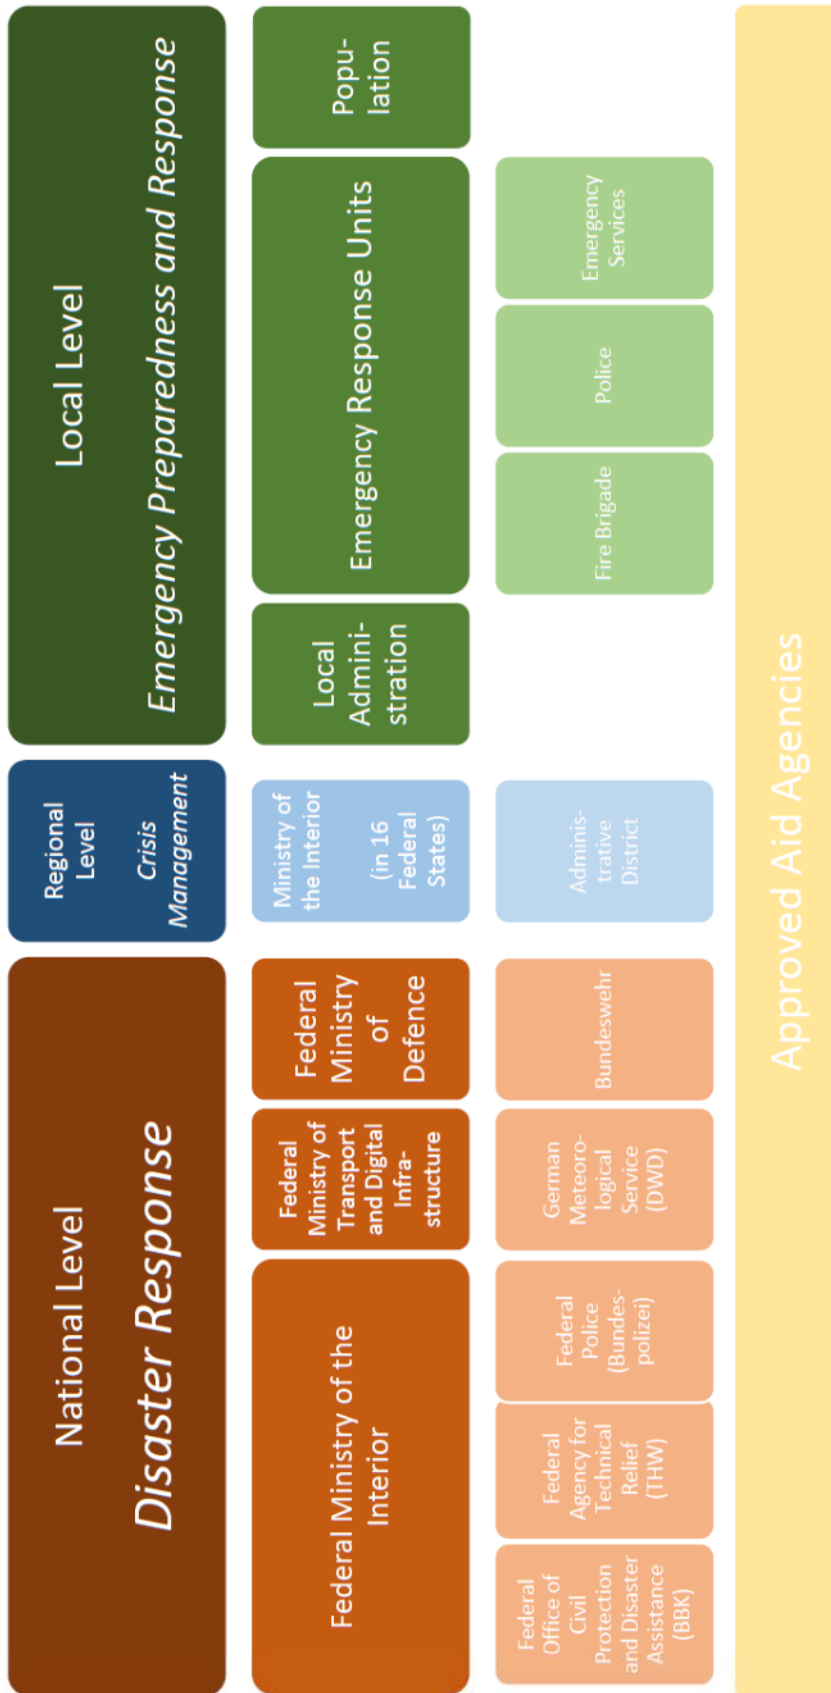 National Level
Disaster Response
Regional
Level
Crisis
Management
Local Level
Emergency Preparedness and Response
Federal Ministry of the
Interior
Federal
Ministry of
Transport
and Digital
Infra-
structure
Federal
Ministry
of
Defence
Ministry of
the Interior
(in 16
Federal
States)
Local
Admini-
stration
Emergency Response Units
Popu-
lation
Federal
Office of
Civil
Protection
and Disaster
Assistance
(BBK)
Federal
Agency for
Technical
Relief
(THW)
Federal
Police
(Bundes-
polizei)
German
Meteoro-
logical
Service
(DWD)
Bundeswehr
Adminis-
trative
District
Fire Brigade
Police
Emergency
Services
Approved Aid Agencies